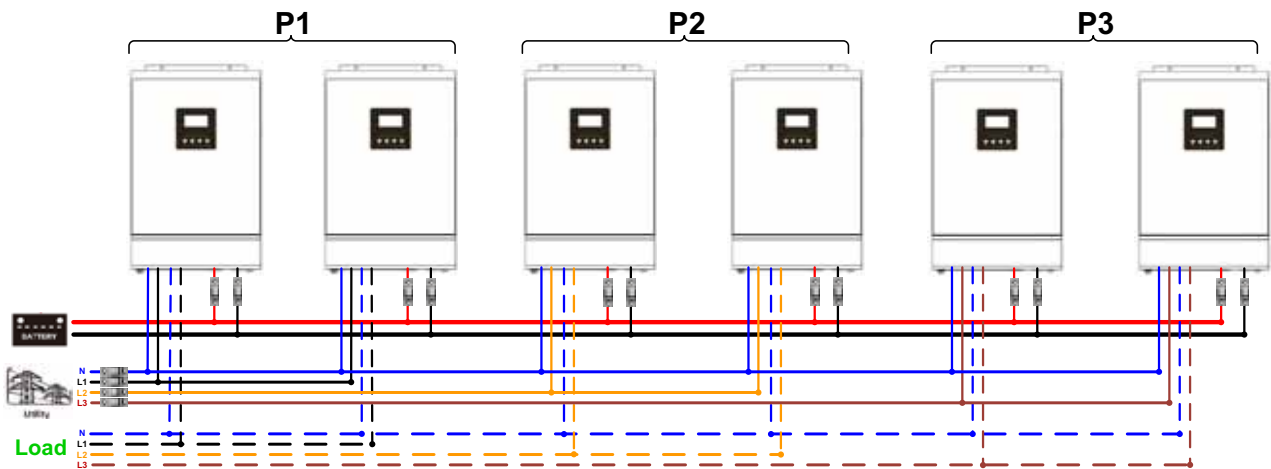 P1 P2 P3
BATTERY
N
L1
L2
L3
Utility
N
Load L1
L2
L3